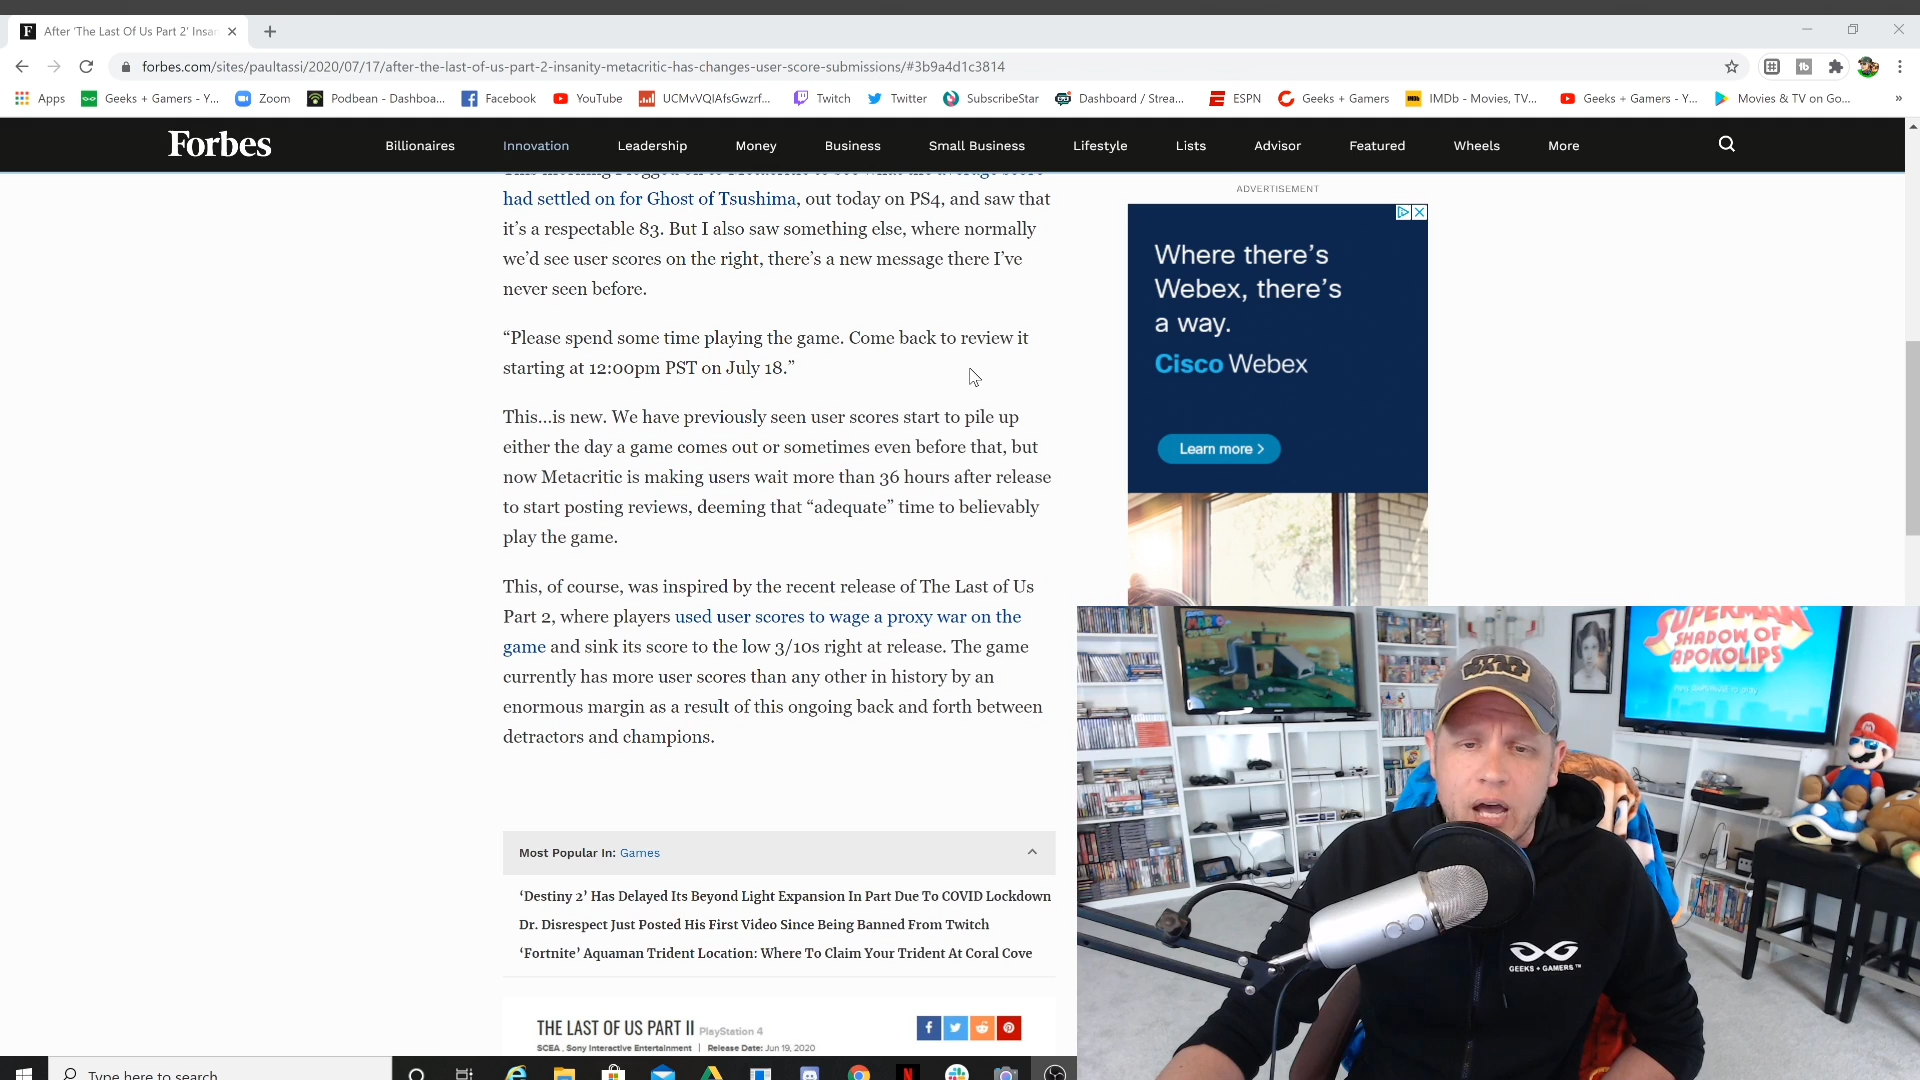 After 'The Last Of Us Part 2' Insan
forbes.com/sites/paultassi/2020/07/17/after-the-last-of-us-part-2-insanity-metacritic-has-changes-user-score-submissions/#3b9a4d1c3814
Apps Geeks + Gamers - Y... Zoom Podbean - Dashboa... Facebook YouTube UCMvVQIAfsGwzrf... Twitch Twitter SubscribeStar Dashboard / Strea... ESPN Geeks + Gamers IMDb - Movies, TV... Geeks + Gamers - Y... Movies & TV on Go... »
Forbes Billionaires Innovation Leadership Money Business Small Business Lifestyle Lists Advisor Featured Wheels More
This morning I logged on to Metacritic to see what the average score
had settled on for Ghost of Tsushima, out today on PS4, and saw that
it's a respectable 83. But I also saw something else, where normally
we'd see user scores on the right, there's a new message there I've
never seen before.
“Please spend some time playing the game. Come back to review it
starting at 12:00pm PST on July 18.”
This...is new. We have previously seen user scores start to pile up
either the day a game comes out or sometimes even before that, but
now Metacritic is making users wait more than 36 hours after release
to start posting reviews, deeming that “adequate” time to believably
play the game.
This, of course, was inspired by the recent release of The Last of Us
Part 2, where players used user scores to wage a proxy war on the
game and sink its score to the low 3/10s right at release. The game
currently has more user scores than any other in history by an
enormous margin as a result of this ongoing back and forth between
detractors and champions.
Most Popular In: Games
‘Destiny 2’ Has Delayed Its Beyond Light Expansion In Part Due To COVID Lockdown
Dr. Disrespect Just Posted His First Video Since Being Banned From Twitch
‘Fortnite’ Aquaman Trident Location: Where To Claim Your Trident At Coral Cove
THE LAST OF US PART II PlayStation 4
SCEA , Sony Interactive Entertainment | Release Date: Jun 19, 2020
ADVERTISEMENT
Where there's
Webex, there's
a way.
Cisco Webex
Learn more >
SUPERMAN
SHADOW OF
APOKOLIPS
STAR WARS
GEEKS + GAMERS ™
Type here to search